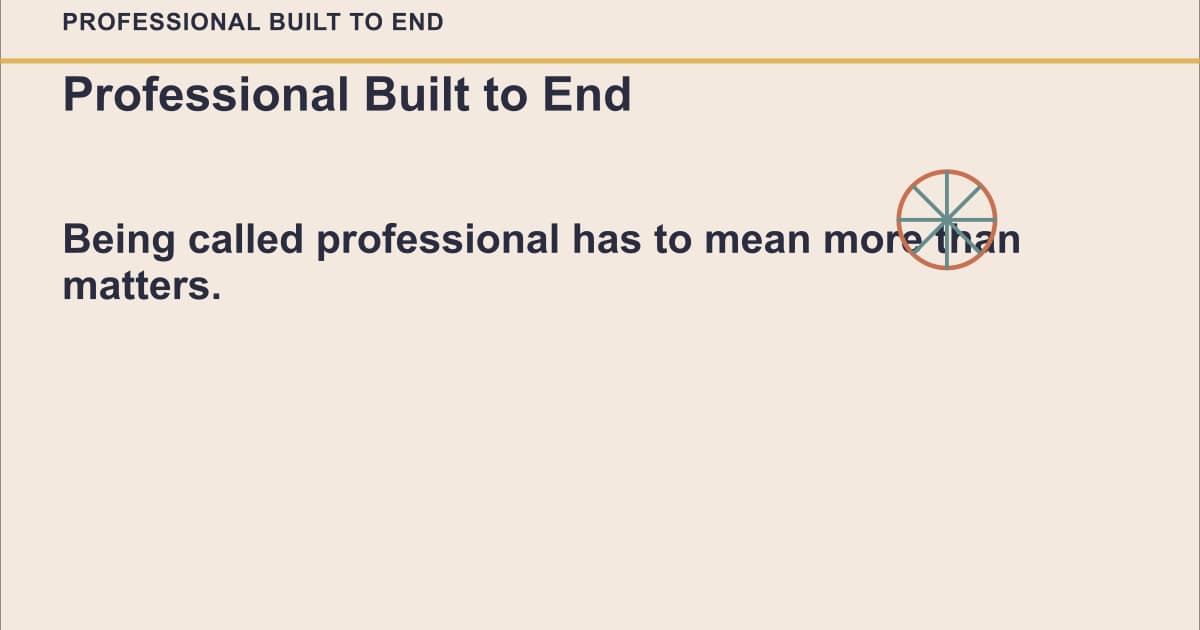 PROFESSIONAL BUILT TO END
Professional Built to End
Being called professional has to mean more than
matters.